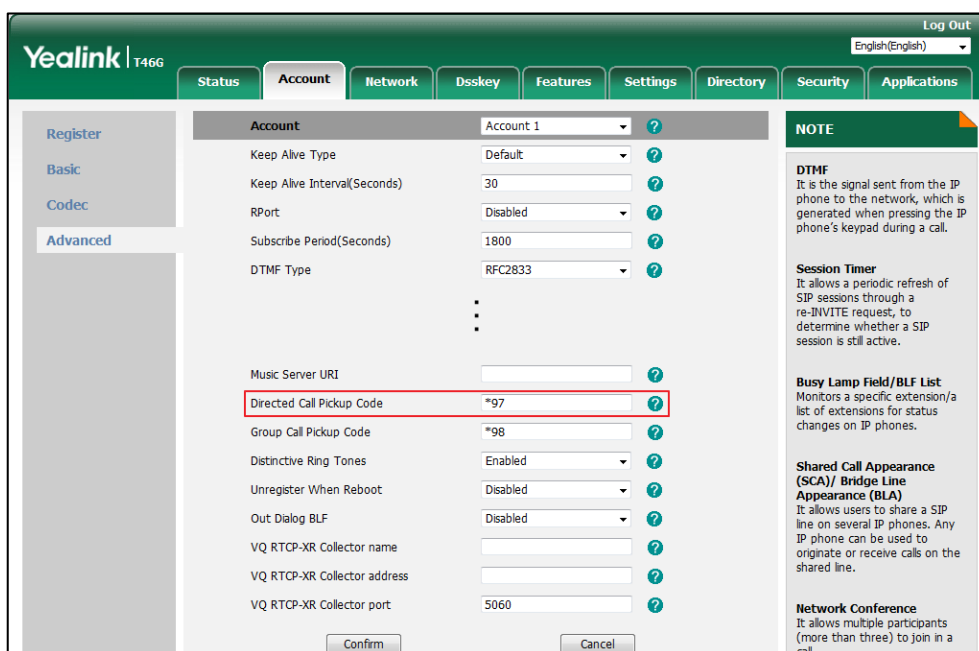 Log Out
English(English)
Yealink T46G
Status Account Network Dsskey Features Settings Directory Security Applications
Register
Basic
Codec
Advanced
Account Account 1
Keep Alive Type Default
Keep Alive Interval(Seconds) 30
RPort Disabled
Subscribe Period(Seconds) 1800
DTMF Type RFC2833
Music Server URI
Directed Call Pickup Code *97
Group Call Pickup Code *98
Distinctive Ring Tones Enabled
Unregister When Reboot Disabled
Out Dialog BLF Disabled
VQ RTCP-XR Collector name
VQ RTCP-XR Collector address
VQ RTCP-XR Collector port 5060
Confirm Cancel
NOTE
DTMF
It is the signal sent from the IP
phone to the network, which is
generated when pressing the IP
phone's keypad during a call.
Session Timer
It allows a periodic refresh of
SIP sessions through a
re-INVITE request, to
determine whether a SIP
session is still active.
Busy Lamp Field/BLF List
Monitors a specific extension/a
list of extensions for status
changes on IP phones.
Shared Call Appearance
(SCA)/ Bridge Line
Appearance (BLA)
It allows users to share a SIP
line on several IP phones. Any
IP phone can be used to
originate or receive calls on the
shared line.
Network Conference
It allows multiple participants
(more than three) to join in a